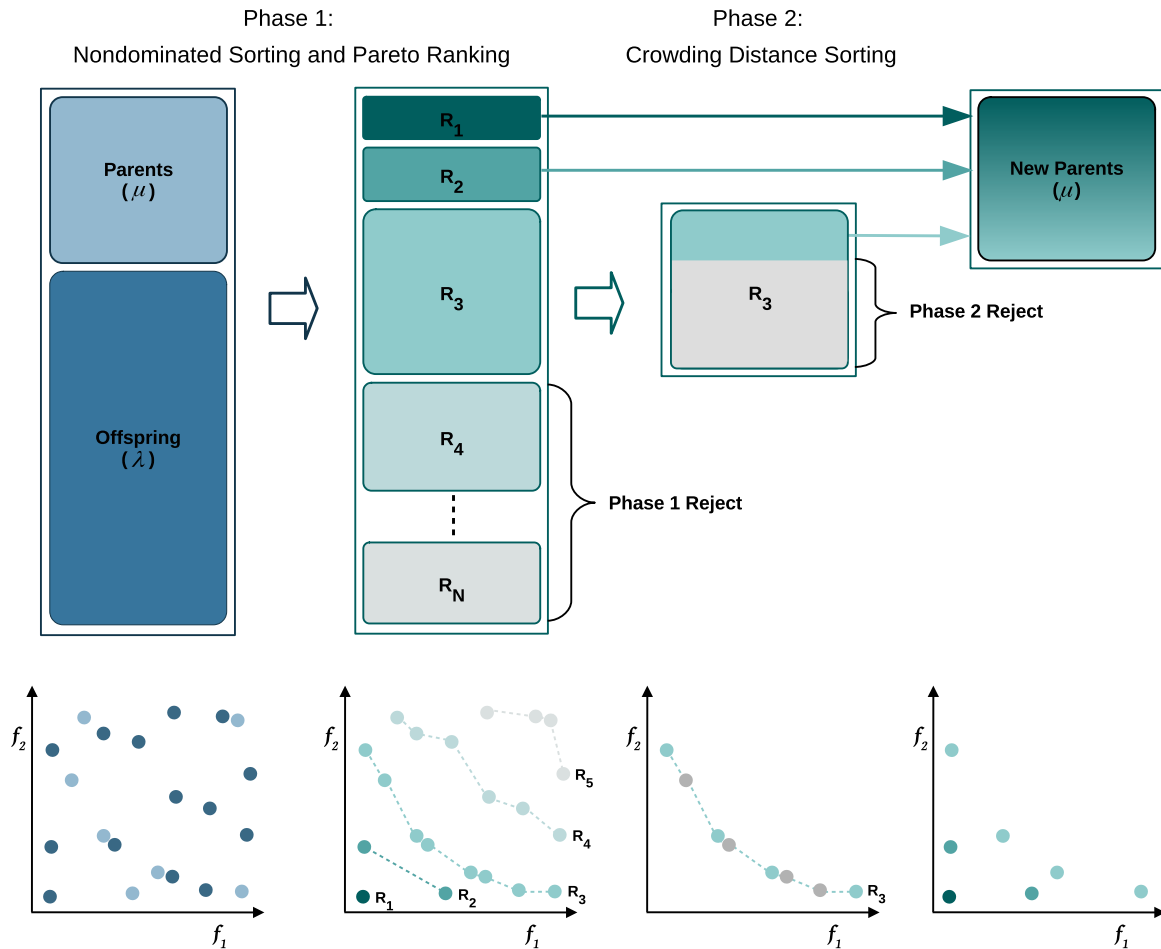 Phase 1:
Nondominated Sorting and Pareto Ranking
Phase 2:
Crowding Distance Sorting
Parents
(μ)
Offspring
(λ)
R1
R2
R3
R4
RN
Phase 1 Reject
R3
Phase 2 Reject
New Parents
(μ)
f2
f1
f2
R5
R4
R1
R2
R3
f1
f2
R3
f1
f2
f1